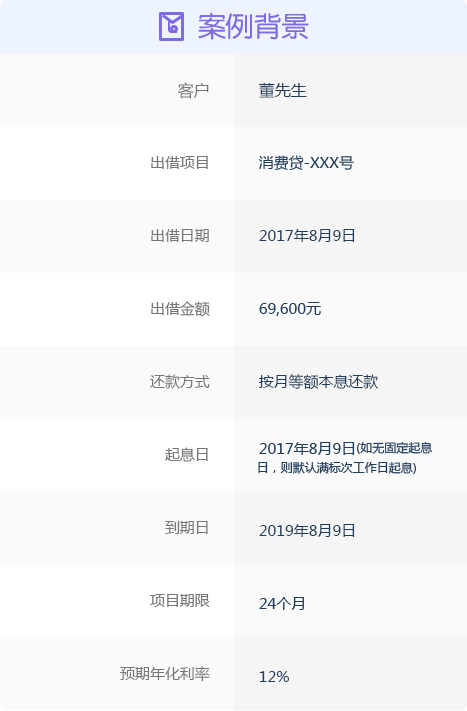 案例背景
客户
董先生
出借项目
消费贷-XXX号
出借日期
2017年8月9日
出借金额
69,600元
还款方式
按月等额本息还款
起息日
2017年8月9日(如无固定起息
日，则默认满标次工作日起息)
到期日
2019年8月9日
项目期限
24个月
预期年化利率
12%